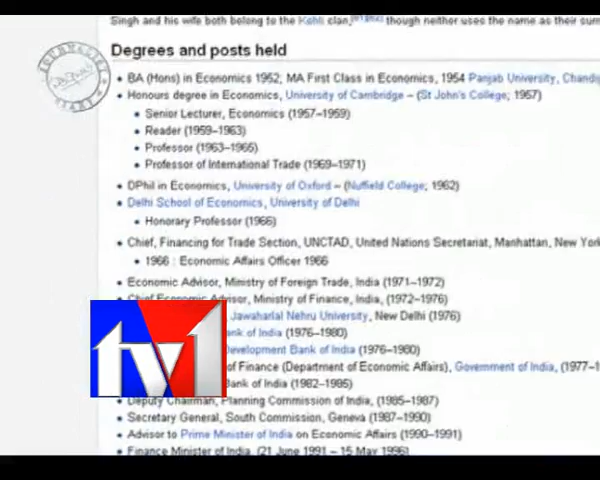 Singh and his wife both belong to the Kohli clan, though neither uses the name as their
Degrees and posts held
• BA (Hons) in Economics 1952; MA First Class in Economics, 1954 Panjab University,
• Honours degree in Economics, University of Cambridge – (St John's College; 1957)
• Senior Lecturer, Economics (1957–1959)
• Reader (1959–1963)
• Professor (1963–1965)
• Professor of International Trade (1969–1971)
• DPhil in Economics, University of Oxford – (Nuffield College; 1962)
• Delhi School of Economics, University of Delhi
• Honorary Professor (1966)
• Chief, Financing for Trade Section, UNCTAD, United Nations Secretariat, Manhattan, New
• 1966 : Economic Affairs Officer 1966
• Economic Advisor, Ministry of Foreign Trade, India (1971–1972)
• Chief Economic Advisor, Ministry of Finance, India, (1972–1976)
Jawaharlal Nehru University, New Delhi (1976)
of India (1976–1980)
Development Bank of India (1976–1980)
of Finance (Department of Economic Affairs), Government of India,
Bank of India (1982–1985)
• Deputy Chairman, Planning Commission of India, (1985–1987)
• Secretary General, South Commission, Geneva (1987–1990)
• Advisor to Prime Minister of India on Economic Affairs (1990–1991)
• Finance Minister of India, (21 June 1991 – 15 May 1996)
tv1